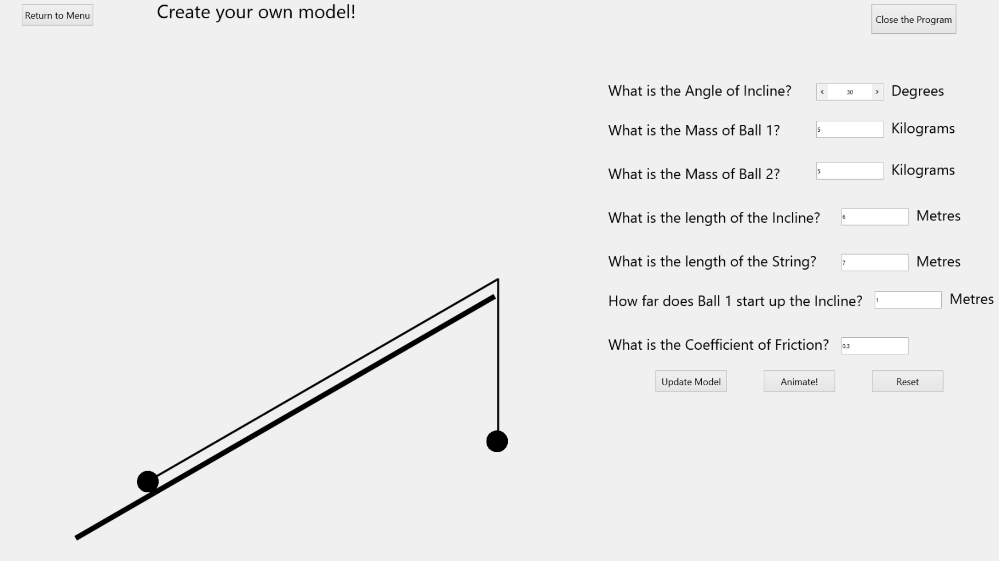 Return to Menu
Create your own model!
Close the Program
What is the Angle of Incline? < 30 > Degrees
What is the Mass of Ball 1? 5 Kilograms
What is the Mass of Ball 2? 5 Kilograms
What is the length of the Incline? 6 Metres
What is the length of the String? 7 Metres
How far does Ball 1 start up the Incline? 1 Metres
What is the Coefficient of Friction? 0.3
Update Model
Animate!
Reset